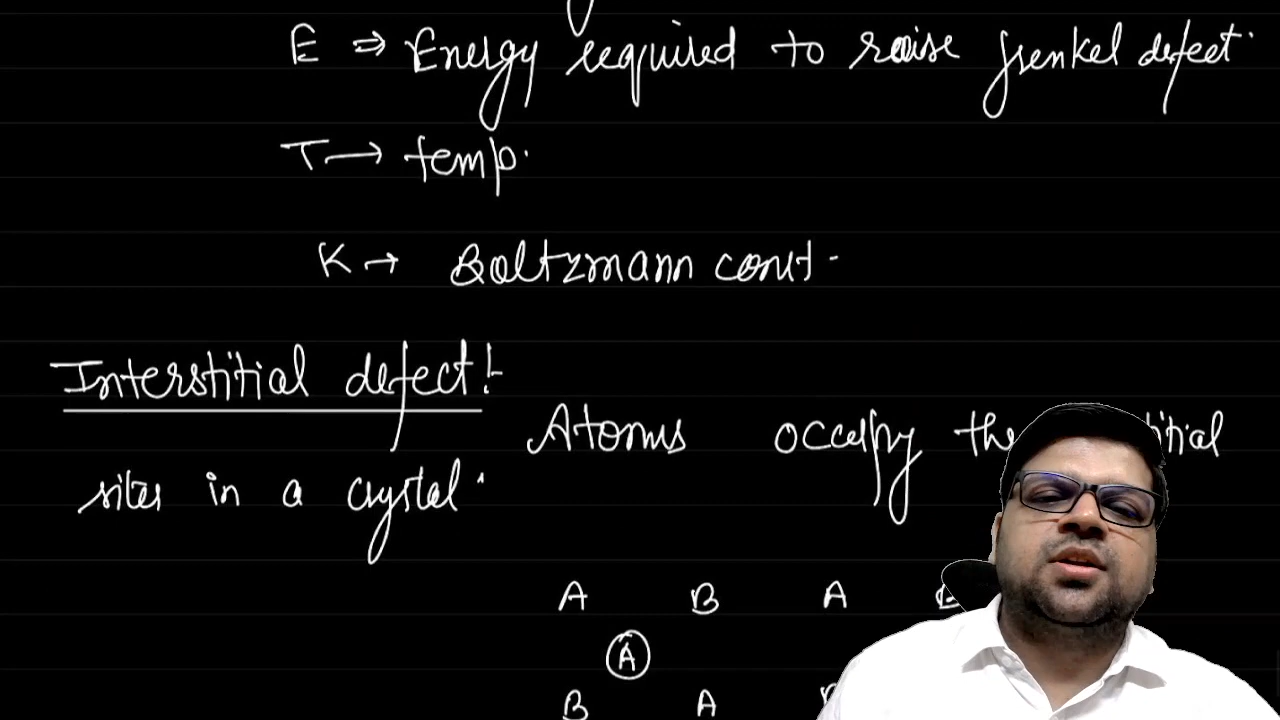 E ⇒ Energy required to raise frenkel defect.
T → temp.
K → Boltzmann const.
Interstitial defect :- Atoms occupy the
sites in a crystal.
A B A B
A
B A